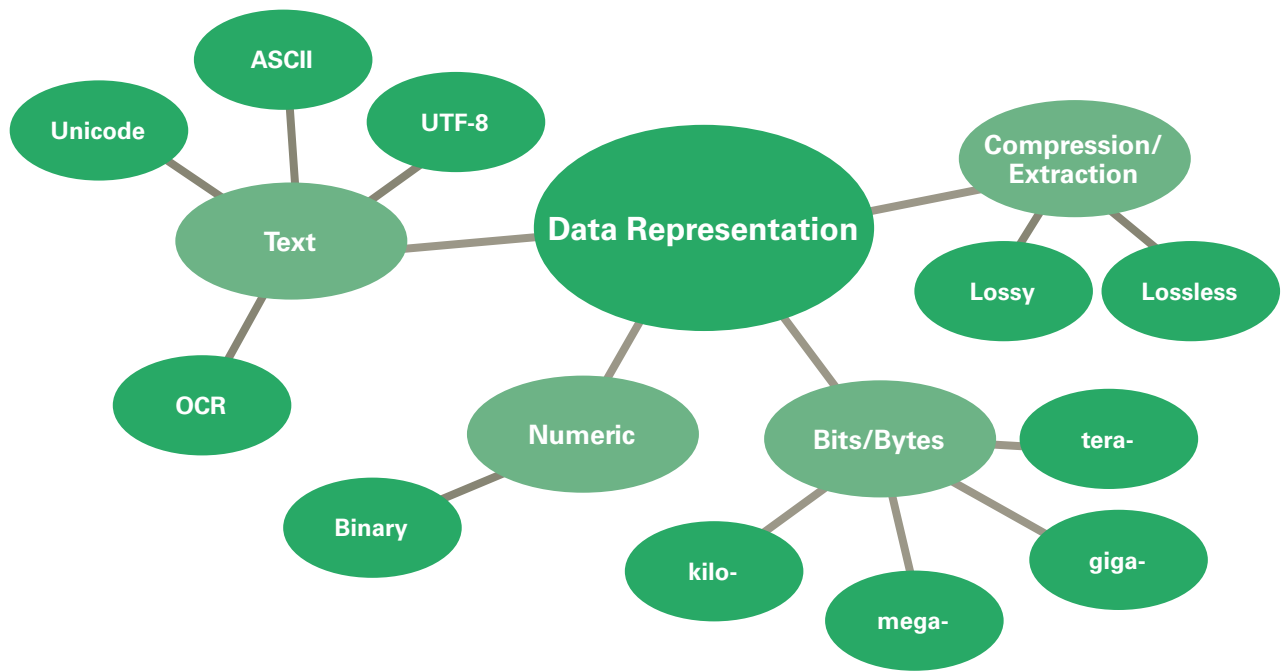 ASCII
Unicode
UTF-8
Compression/
Extraction
Data Representation
Text
Lossy
Lossless
OCR
Numeric
Bits/Bytes
tera-
Binary
kilo-
giga-
mega-